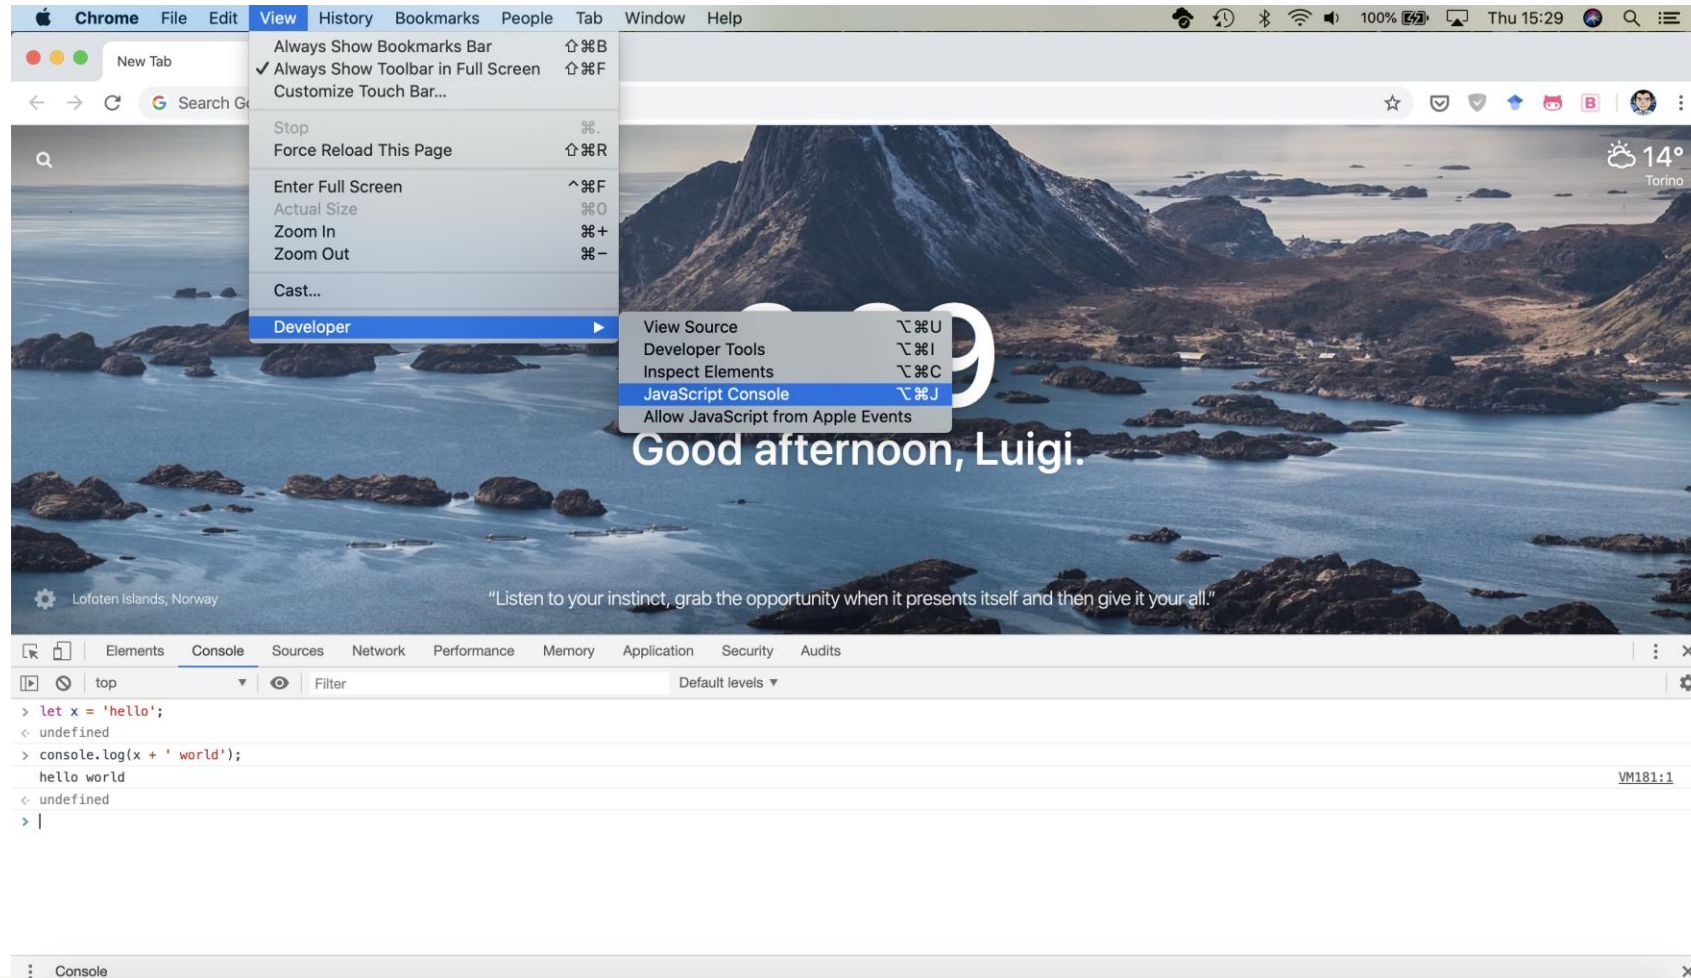 Chrome File Edit View History Bookmarks People Tab Window Help 100% Thu 15:29
New Tab
Search Go
Always Show Bookmarks Bar ⇧⌘B
✓ Always Show Toolbar in Full Screen ⇧⌘F
Customize Touch Bar...
Stop ⌘.
Force Reload This Page ⇧⌘R
Enter Full Screen ^⌘F
Actual Size ⌘0
Zoom In ⌘+
Zoom Out ⌘−
Cast...
Developer ▶
View Source ⌥⌘U
Developer Tools ⌥⌘I
Inspect Elements ⌥⌘C
JavaScript Console ⌥⌘J
Allow JavaScript from Apple Events
14°
Torino
9
Good afternoon, Luigi.
Lofoten Islands, Norway
“Listen to your instinct, grab the opportunity when it presents itself and then give it your all.”
Elements Console Sources Network Performance Memory Application Security Audits
top ▼ Filter Default levels ▼
> let x = 'hello';
<· undefined
> console.log(x + ' world');
hello world VM181:1
<· undefined
>
Console